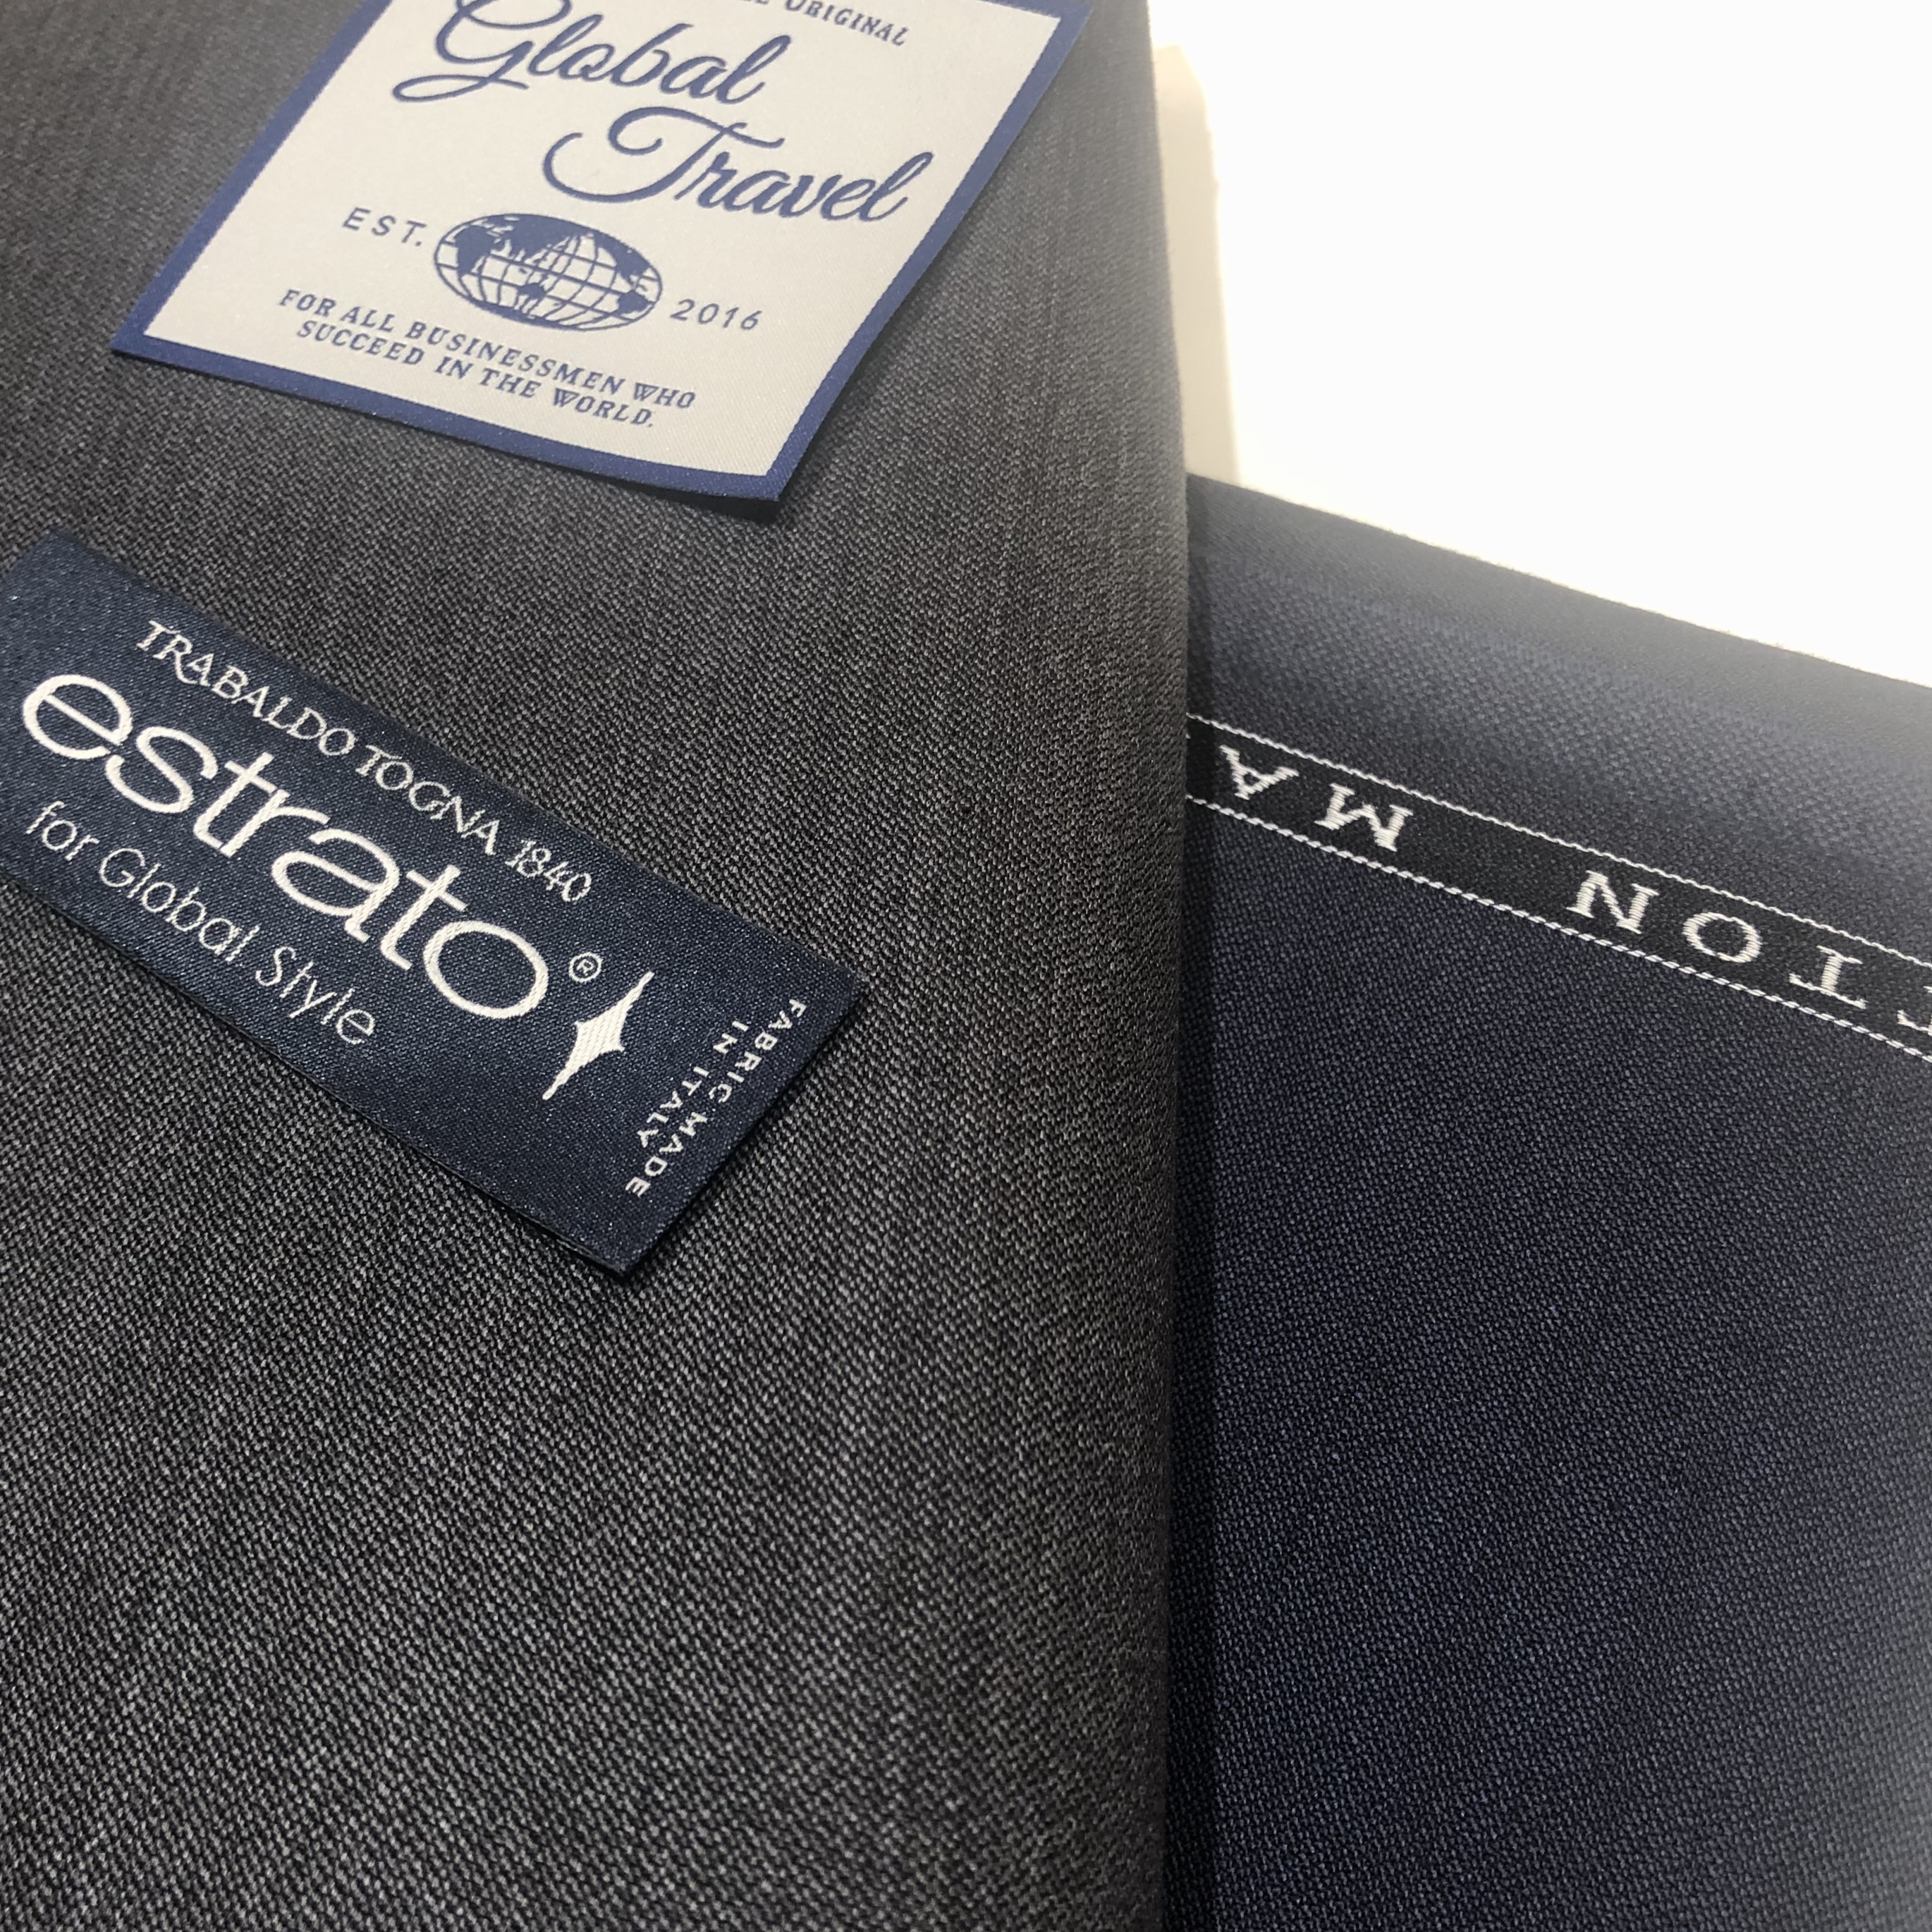 ORIGINAL
Global
Travel
EST. 2016
FOR ALL BUSINESSMEN WHO
SUCCEED IN THE WORLD.
TRABALDO TOGNA 1840
estrato®
for Global Style
FABRIC MADE
IN ITALY
TON MA